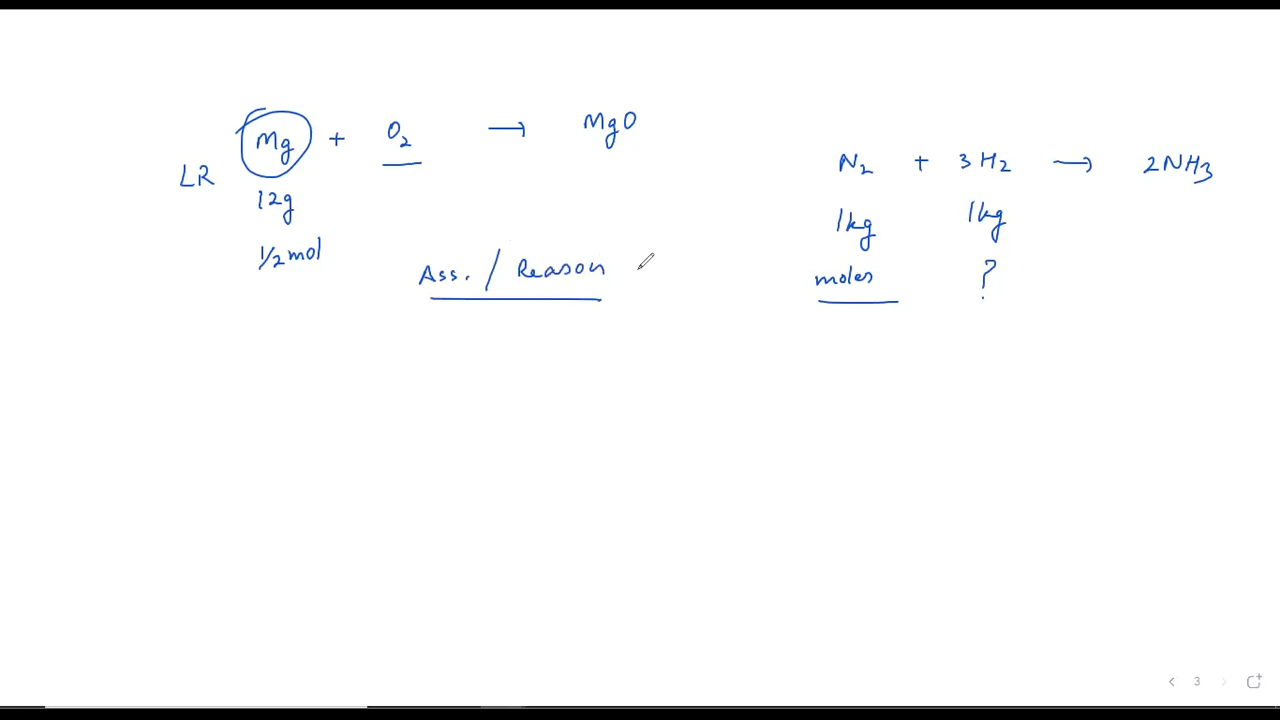 Mg + O₂ → MgO
LR
12g
1/2 mol
Ass. / Reason
N₂ + 3H₂ → 2NH₃
1kg 1kg
moles ?
< 3 >